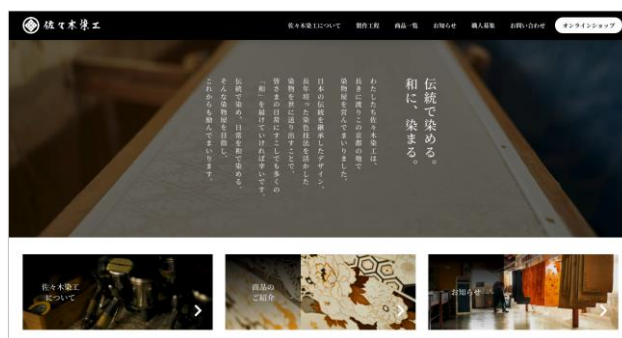 佐々木染工
佐々木染工について
製作工程
商品一覧
お知らせ
職人募集
お問い合わせ
オンラインショップ
伝統で染める。
和に、染まる。
わたしたち佐々木染工は、
長きに渡りこの京都の地で
染物屋を営んでまいりました。
日本の伝統を継承したデザイン、
長年培った染色技法を活かした
染物を世に送り出すことで、
皆さまの日常にすこしでも多くの
「和」を届けていければ幸いです。
伝統で染め、日常を和で染める。
そんな染物屋を目指し、
これからも励んでまいります。
佐々木染工
について
商品の
ご紹介
お知らせ